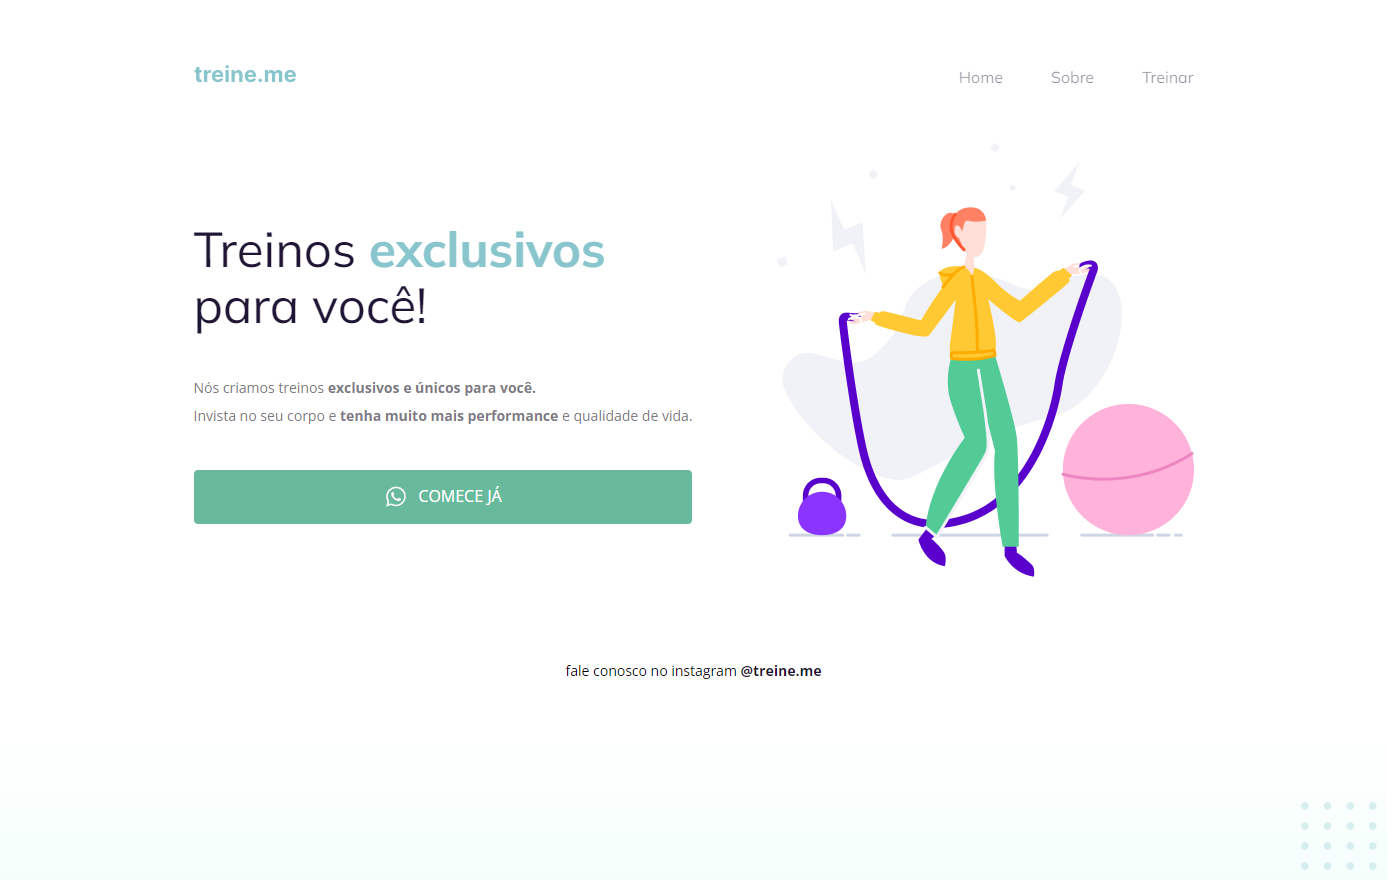 treine.me
Home Sobre Treinar
Treinos exclusivos
para você!
Nós criamos treinos exclusivos e únicos para você.
Invista no seu corpo e tenha muito mais performance e qualidade de vida.
COMECE JÁ
fale conosco no instagram @treine.me